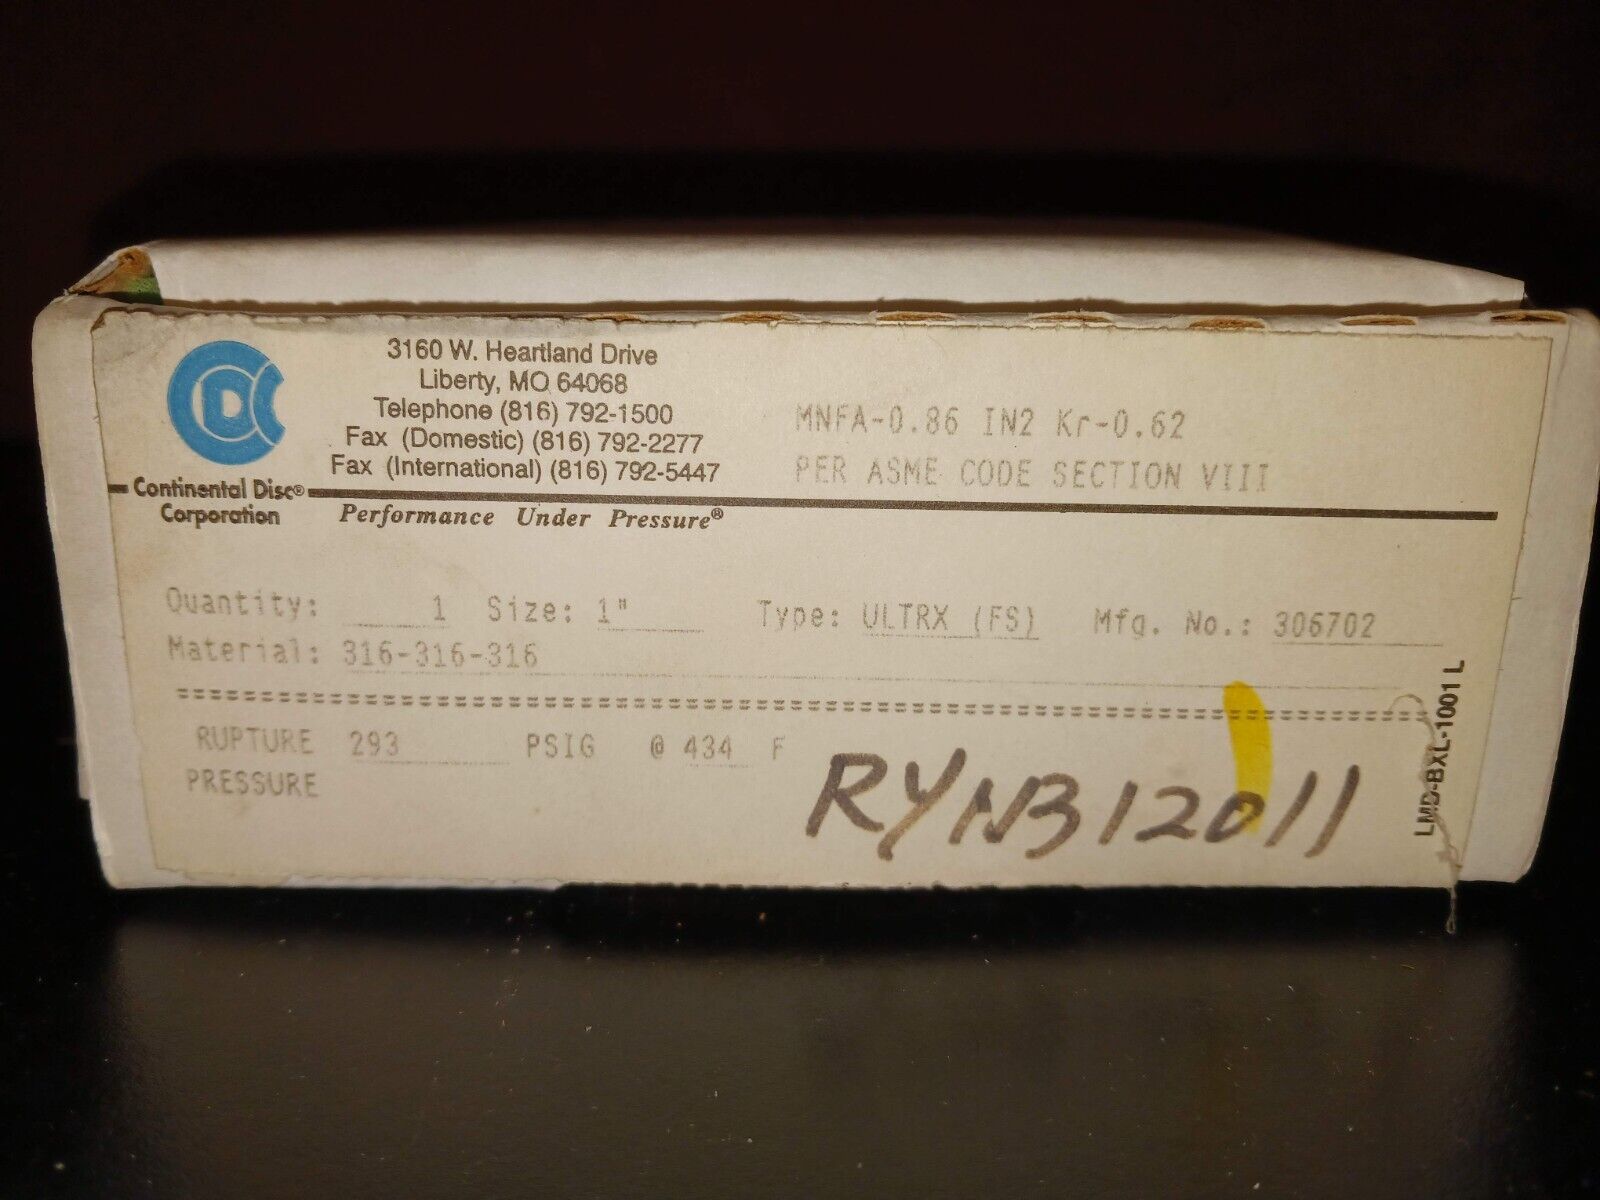 CDC
Continental Disc®
Corporation
3160 W. Heartland Drive
Liberty, MO 64068
Telephone (816) 792-1500
Fax (Domestic) (816) 792-2277
Fax (International) (816) 792-5447
Performance Under Pressure®
MNFA-0.86 IN2 Kr-0.62
PER ASME CODE SECTION VIII
Quantity: 1 Size: 1" Type: ULTRX (FS) Mfg. No.: 306702
Material: 316-316-316
RUPTURE 293 PSIG @ 434 F
PRESSURE
RYN312011
LMD-BXL-1001 L